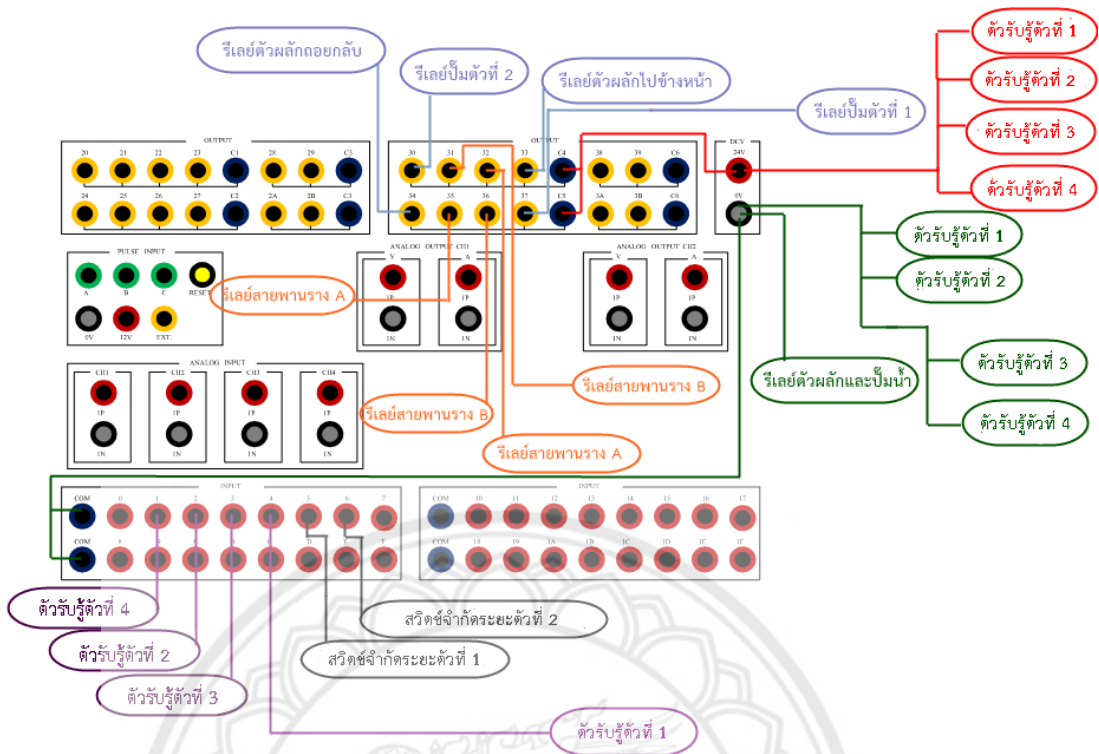 ตัวรับรู้ตัวที่ 1
รีเลย์ตัวผลักถอยกลับ
รีเลย์ปั๊มตัวที่ 2
รีเลย์ตัวผลักไปข้างหน้า
ตัวรับรู้ตัวที่ 2
รีเลย์ปั๊มตัวที่ 1
ตัวรับรู้ตัวที่ 3
OUTPUT OUTPUT DCV
20 21 22 23 C1 28 29 C3 30 31 32 33 C4 38 39 C6 24V
ตัวรับรู้ตัวที่ 4
24 25 26 27 C2 2A 2B C3 34 35 36 37 C5 3A 3B C6 0V
ตัวรับรู้ตัวที่ 1
PULSE INPUT ANALOG OUTPUT CH1 ANALOG OUTPUT CH2
V A V A
ตัวรับรู้ตัวที่ 2
A B C RESET
รีเลย์สายพานราง A
1P 1P 1P 1P
0V 12V EXT. 1N 1N 1N 1N
ANALOG INPUT
ตัวรับรู้ตัวที่ 3
CH1 CH2 CH3 CH4
รีเลย์ตัวผลักและปั๊มน้ำ
รีเลย์สายพานราง B
1P 1P 1P 1P
รีเลย์สายพานราง B
ตัวรับรู้ตัวที่ 4
1N 1N 1N 1N
รีเลย์สายพานราง A
INPUT INPUT
COM 0 1 2 3 4 5 6 7 COM 10 11 12 13 14 15 16 17
COM 8 D E F COM 18 19 1A 1B 1C 1D 1E 1F
ตัวรับรู้ตัวที่ 4
สวิตช์จำกัดระยะตัวที่ 2
ตัวรับรู้ตัวที่ 2
สวิตช์จำกัดระยะตัวที่ 1
ตัวรับรู้ตัวที่ 3
ตัวรับรู้ตัวที่ 1